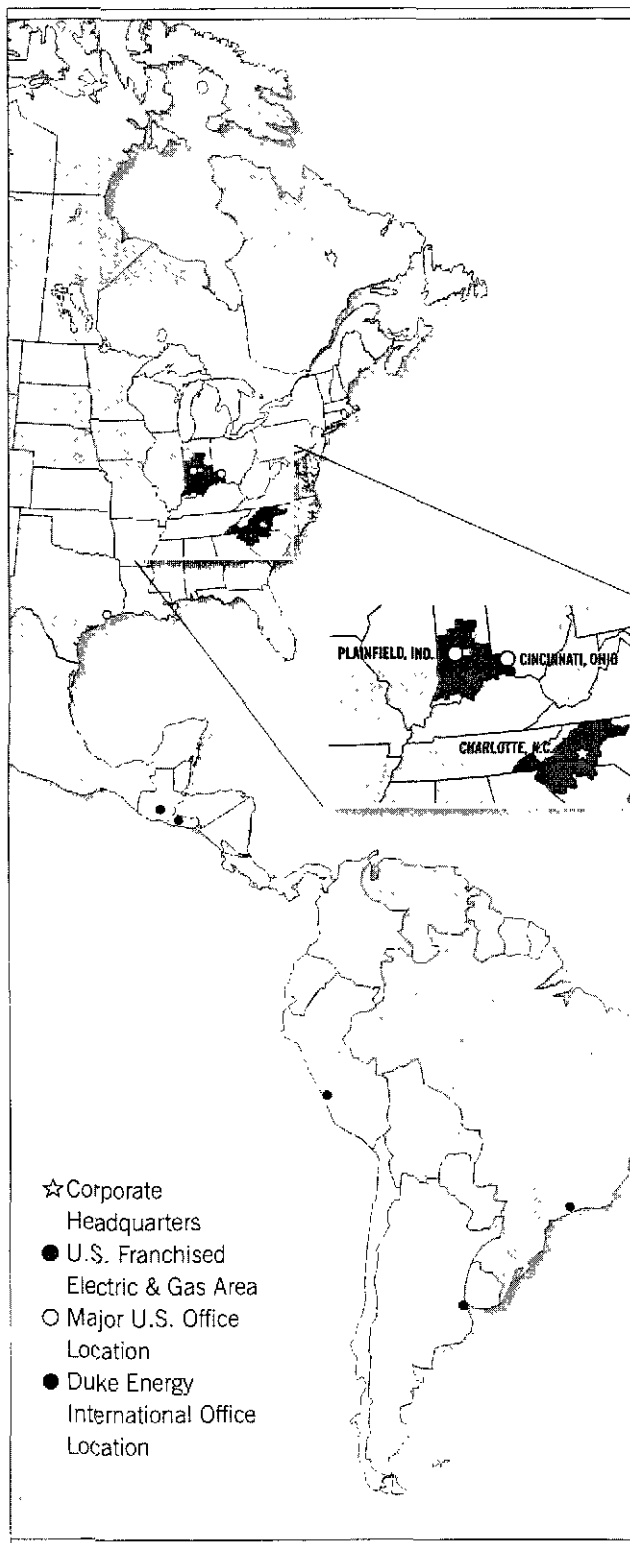 PLAINFIELD, IND.
CINCINNATI, OHIO
CHARLOTTE, N.C.
Corporate
Headquarters
U.S. Franchised
Electric & Gas Area
Major U.S. Office
Location
Duke Energy
International Office
Location